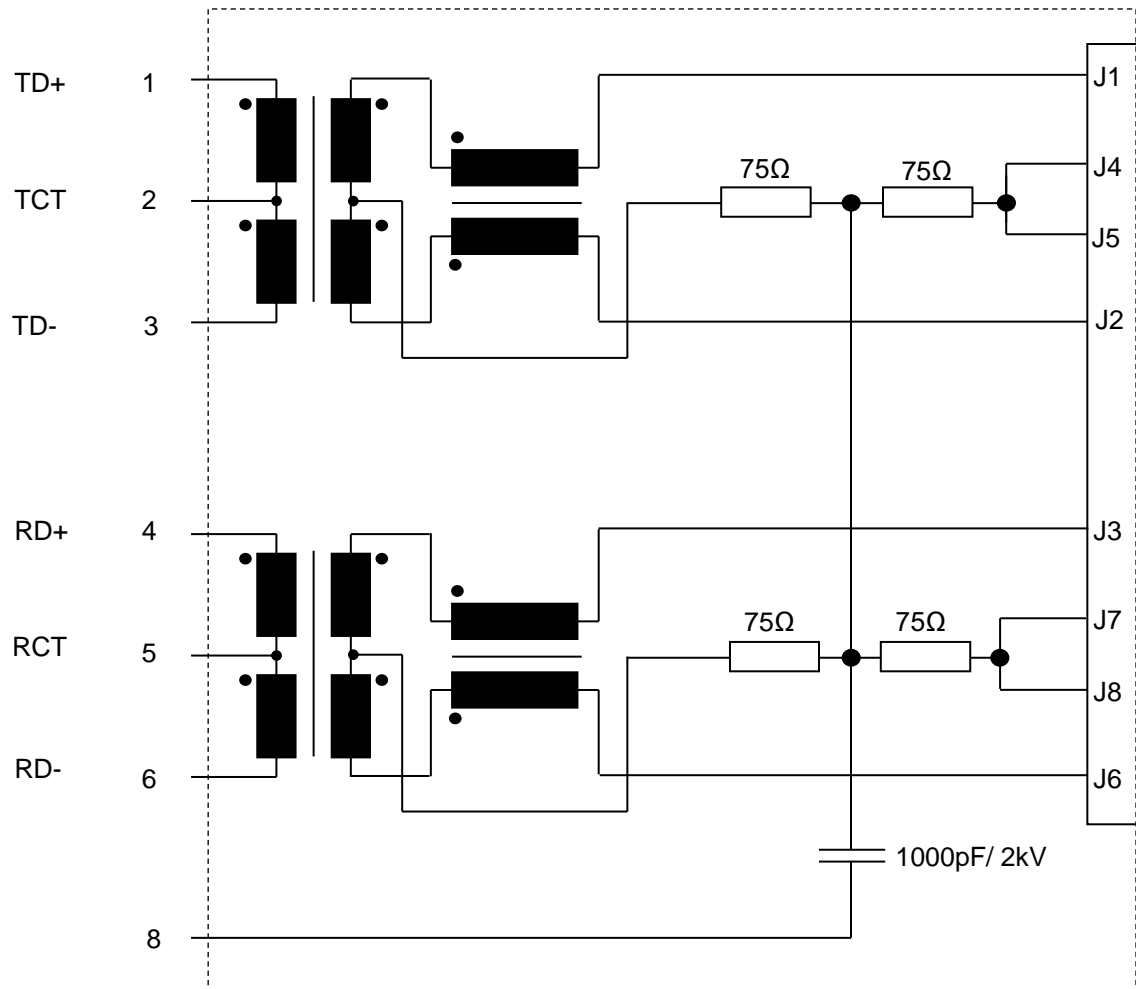 TD+ 1 J1
75Ω 75Ω J4
TCT 2
J5
TD- 3 J2
RD+ 4 J3
75Ω 75Ω J7
RCT 5
J8
RD- 6 J6
1000pF/ 2kV
8